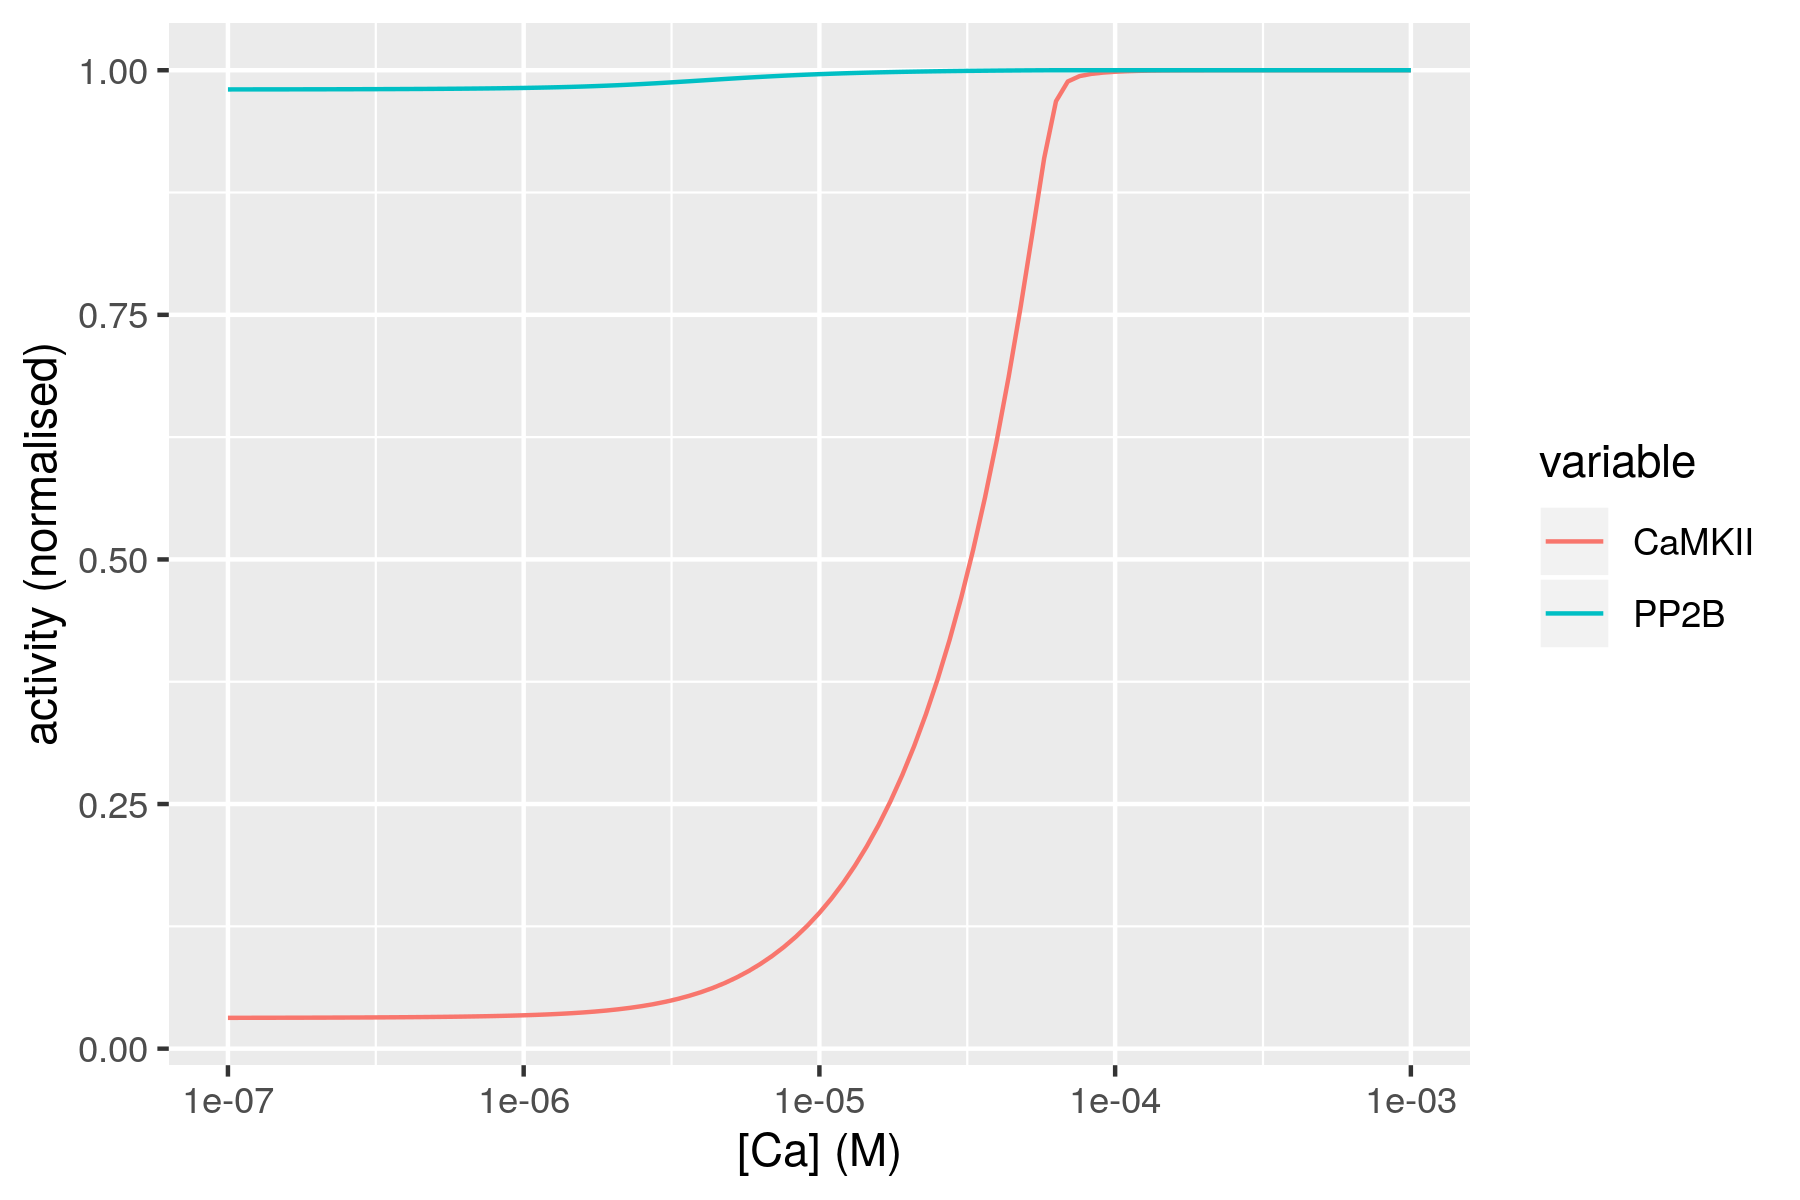 activity (normalised)
1.00
0.75
0.50
0.25
0.00
1e-07 1e-06 1e-05 1e-04 1e-03
[Ca] (M)
variable
CaMKII
PP2B